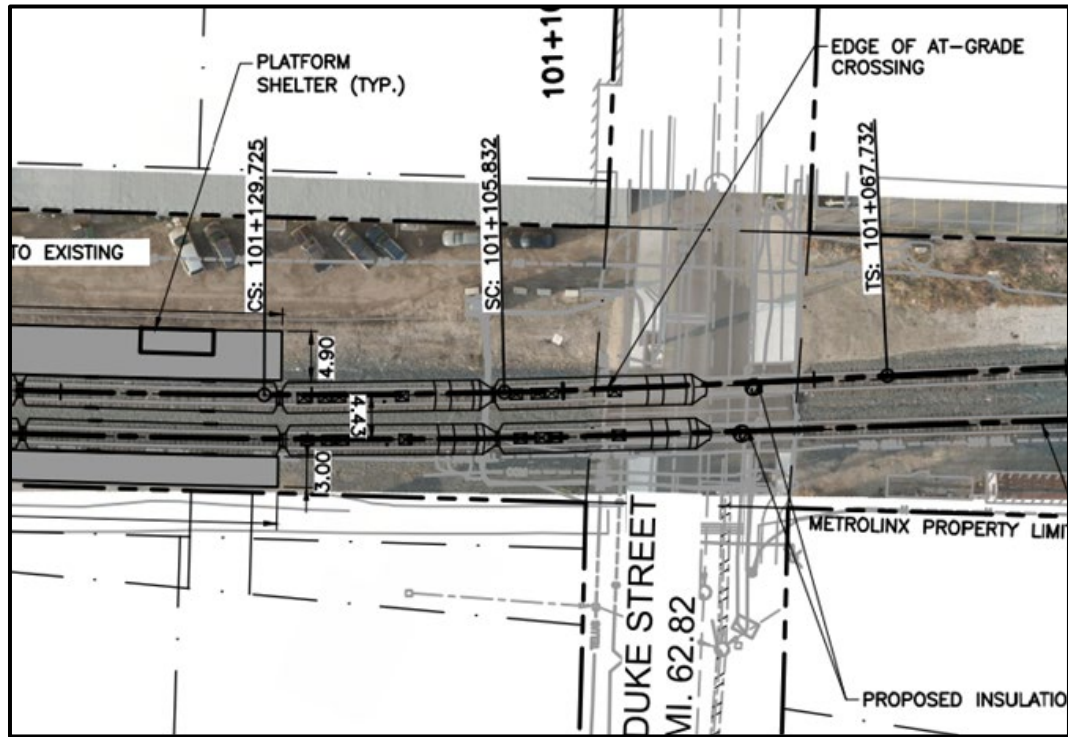 PLATFORM
SHELTER (TYP.)
101+1
EDGE OF AT-GRADE
CROSSING
CS: 101+129.725
SC: 101+105.832
TS: 101+067.732
TO EXISTING
4.90
4.43
3.00
DUKE STREET
MI. 62.82
METROLINX PROPERTY LIMI
PROPOSED INSULATIO